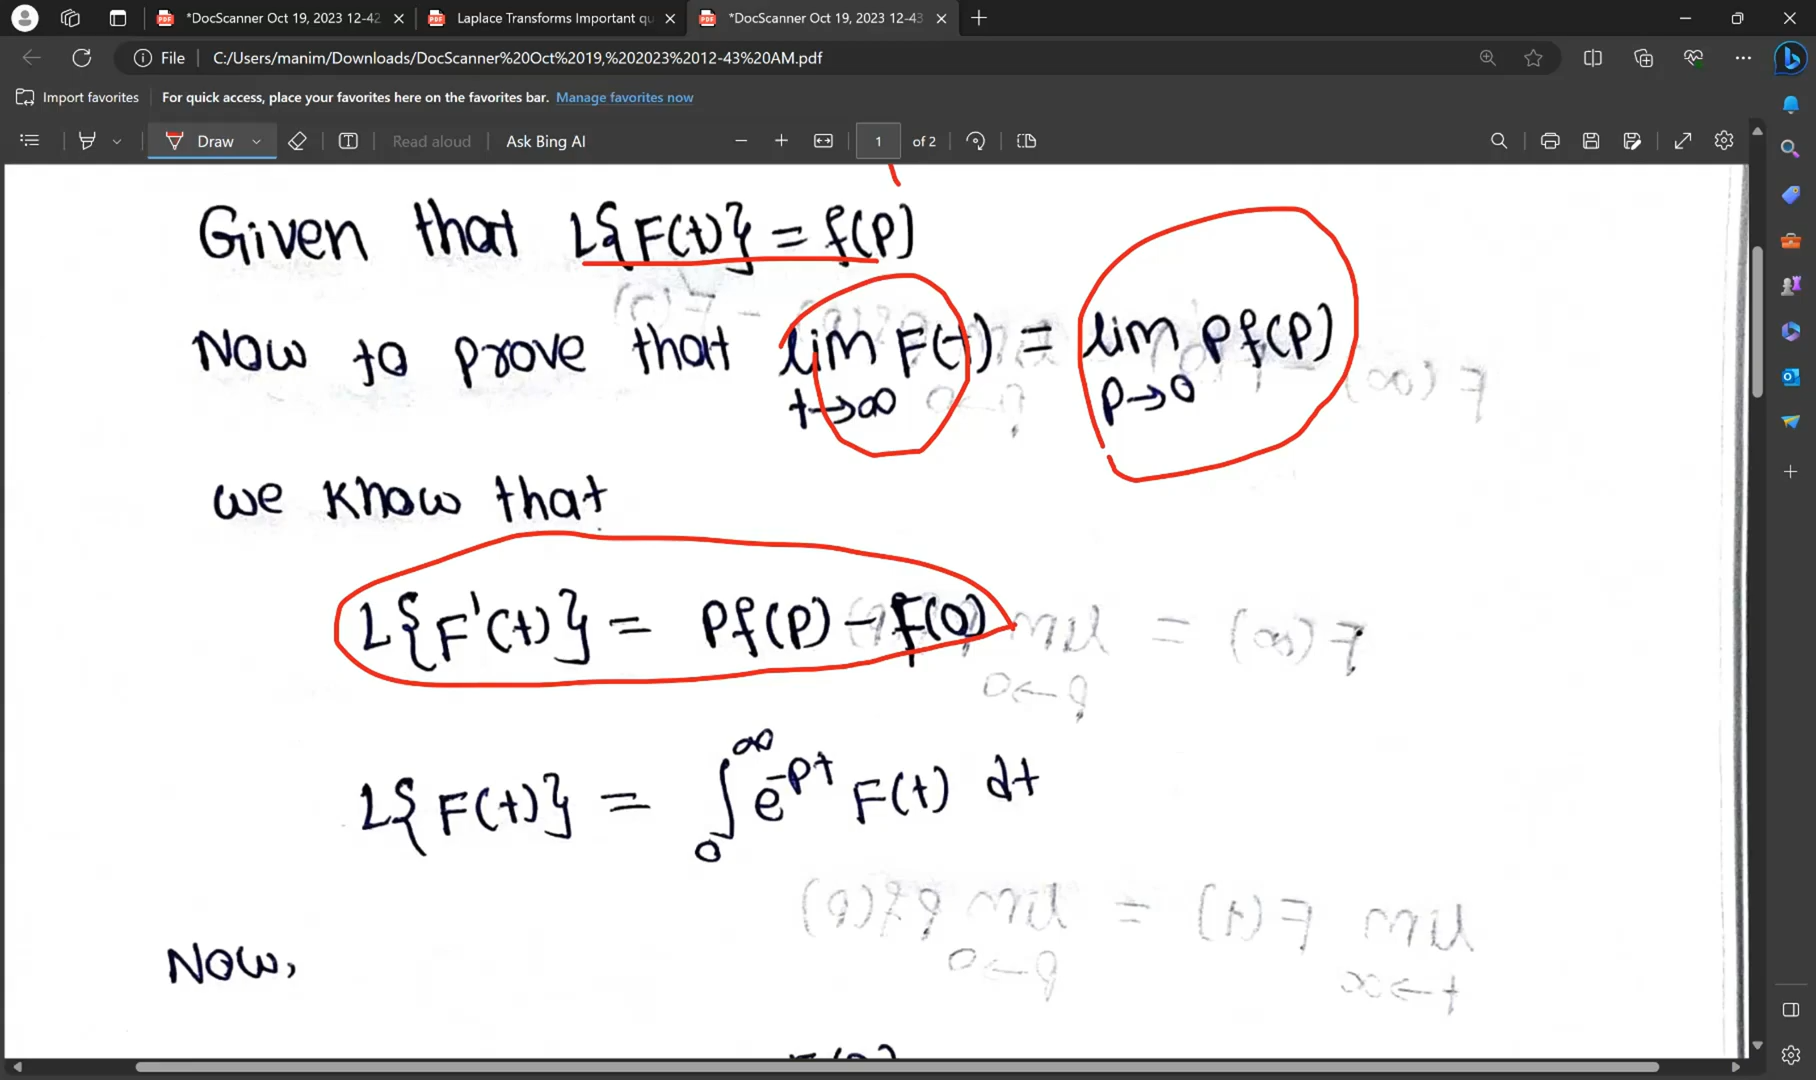 *DocScanner Oct 19, 2023 12-42
Laplace Transforms Important qu
*DocScanner Oct 19, 2023 12-43
File C:/Users/manim/Downloads/DocScanner%20Oct%2019,%202023%2012-43%20AM.pdf
Import favorites For quick access, place your favorites here on the favorites bar. Manage favorites now
Draw Read aloud Ask Bing AI 1 of 2
Given that L{F(t)} = f(p)
Now to prove that lim F(t) = lim pf(p)
t→∞ p→0
we know that
L{F'(t)} = pf(p) - F(0)
L{F(t)} = ∫₀^∞ e^-pt F(t) dt
Now,